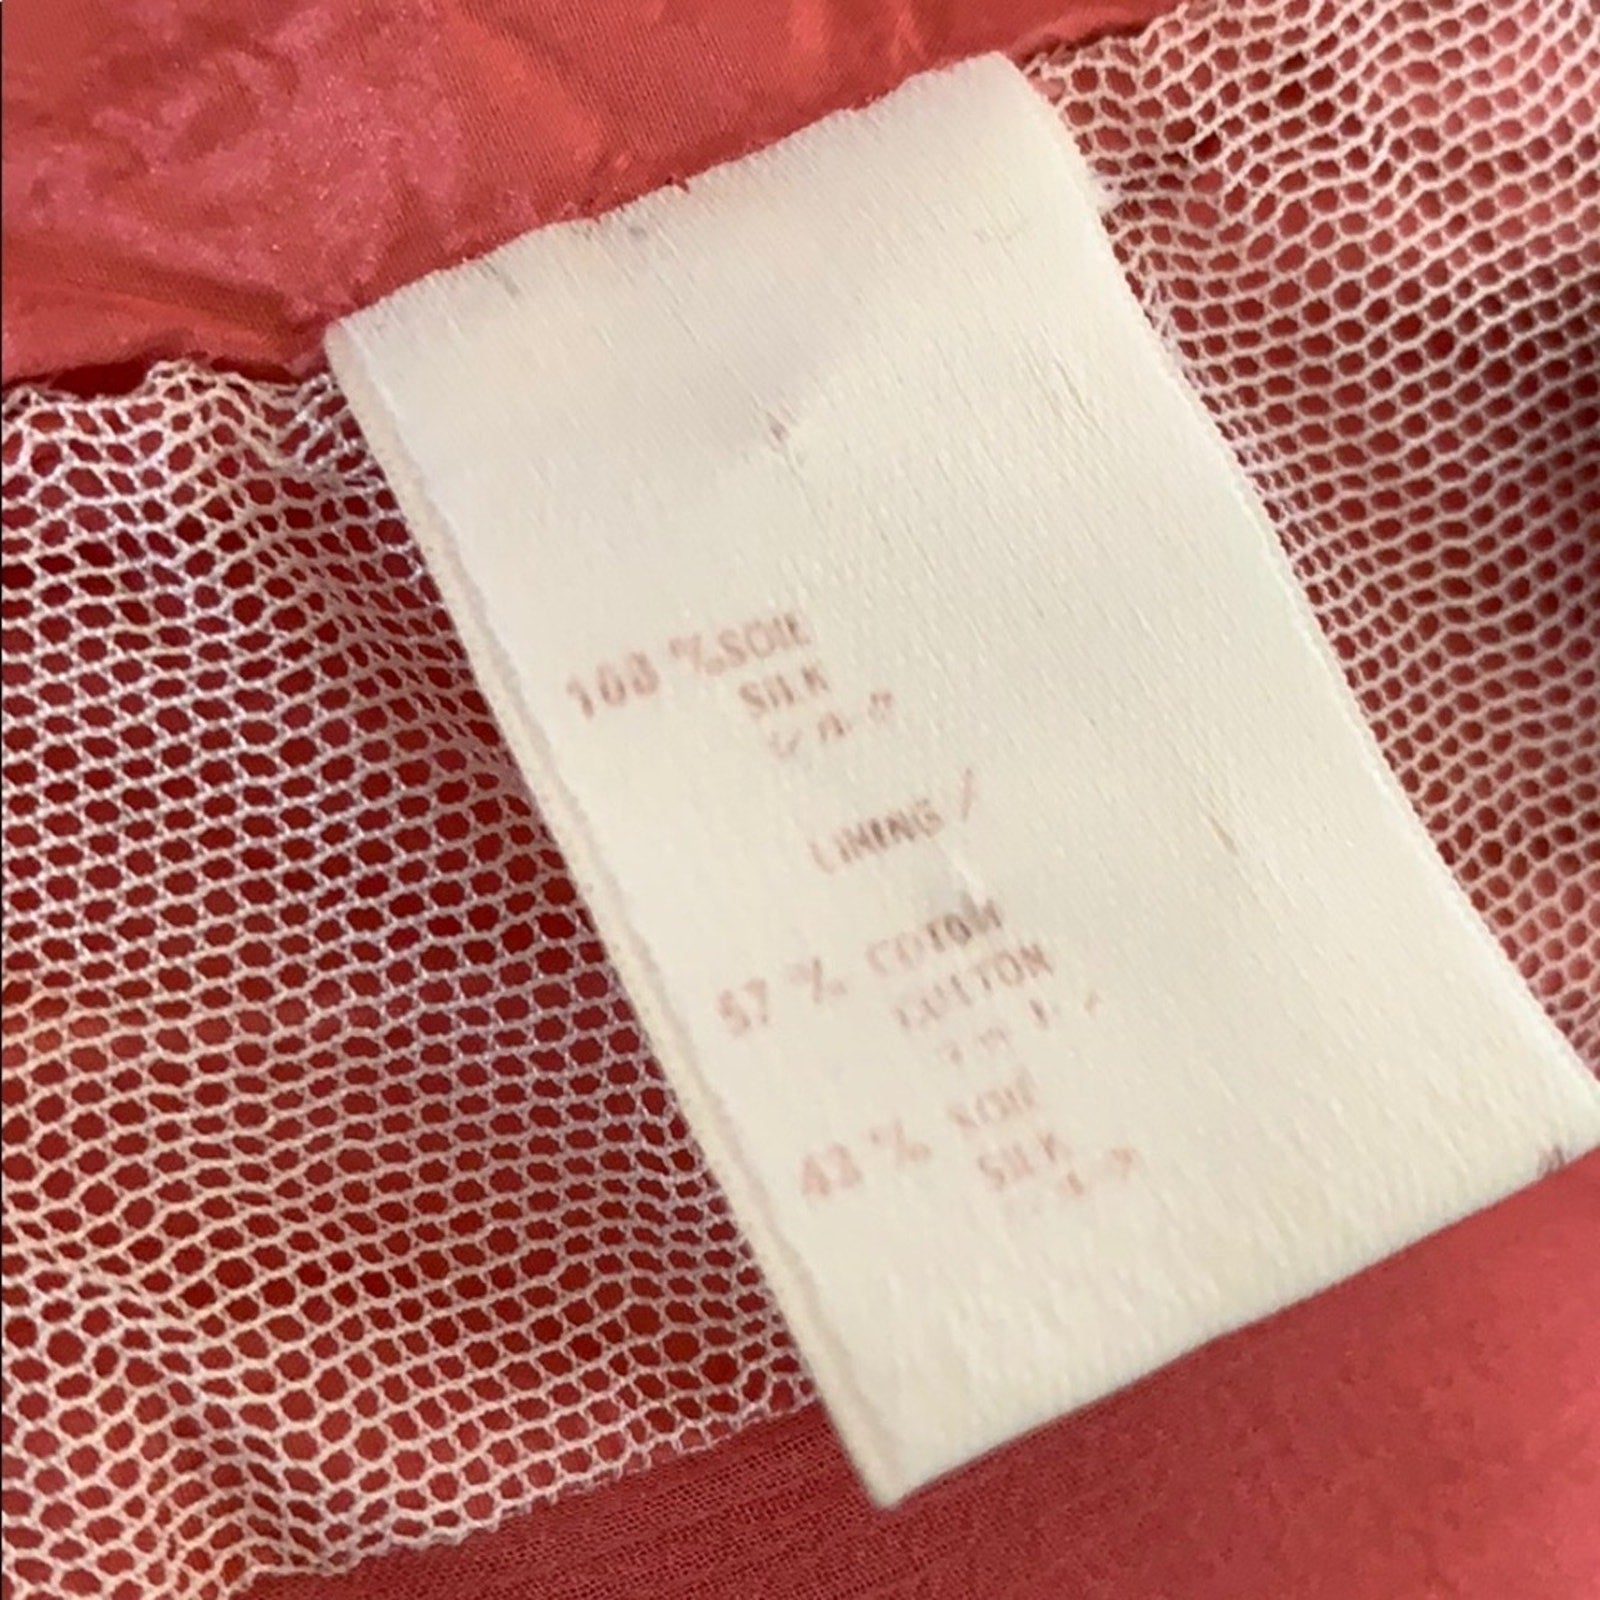 100 % SOIE
SILK
LINING /
57 % COTON
COTTON
43 % SOIE
SILK